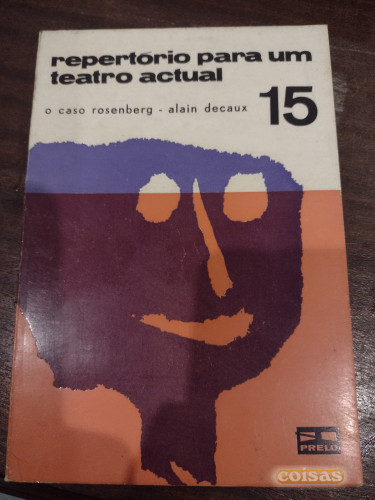 repertório para um
teatro actual
o caso rosenberg - alain decaux
15
PRELO
coisas